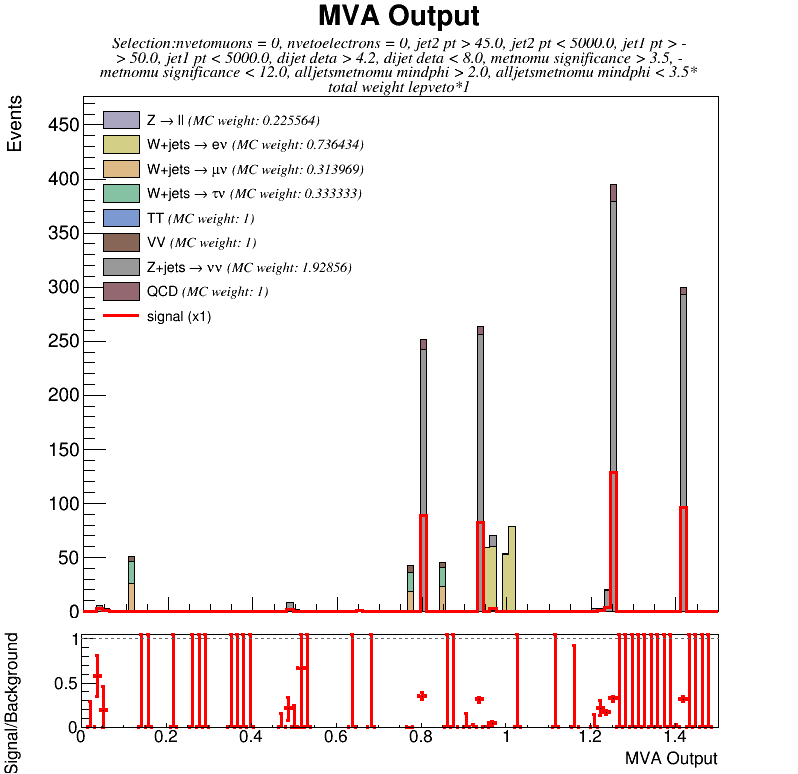 MVA Output
Selection:nvetomuons = 0, nvetoelectrons = 0, jet2 pt > 45.0, jet2 pt < 5000.0, jet1 pt > -
> 50.0, jet1 pt < 5000.0, dijet deta > 4.2, dijet deta < 8.0, metnomu significance > 3.5, -
metnomu significance < 12.0, alljetsmetnomu mindphi > 2.0, alljetsmetnomu mindphi < 3.5*
total weight lepveto*1
Events
450
400
350
300
250
200
150
100
50
0
Z → ll (MC weight: 0.225564)
W+jets → eν (MC weight: 0.736434)
W+jets → μν (MC weight: 0.313969)
W+jets → τν (MC weight: 0.333333)
TT (MC weight: 1)
VV (MC weight: 1)
Z+jets → νν (MC weight: 1.92856)
QCD (MC weight: 1)
signal (x1)
Signal/Background
1
0.5
0
0 0.2 0.4 0.6 0.8 1 1.2 1.4
MVA Output